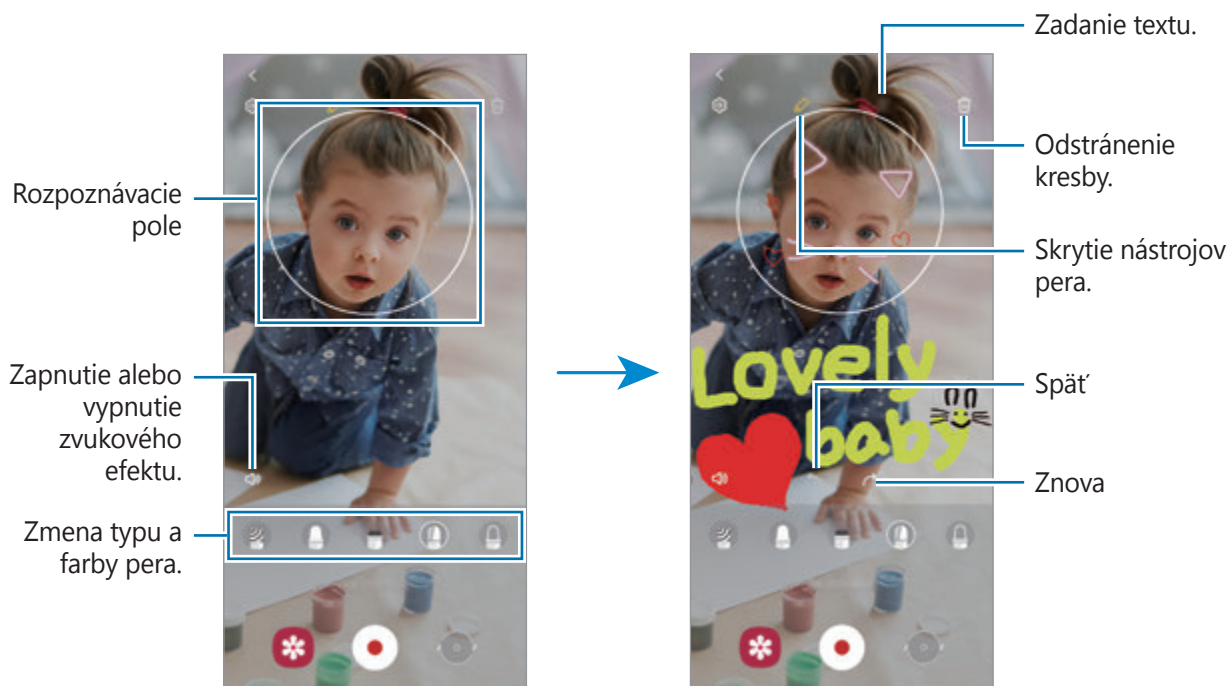 Zadanie textu.
Rozpoznávacie
pole
Odstránenie
kresby.
Skrytie nástrojov
pera.
Lovely
baby
Zapnutie alebo
vypnutie
zvukového
efektu.
Späť
Znova
Zmena typu a
farby pera.